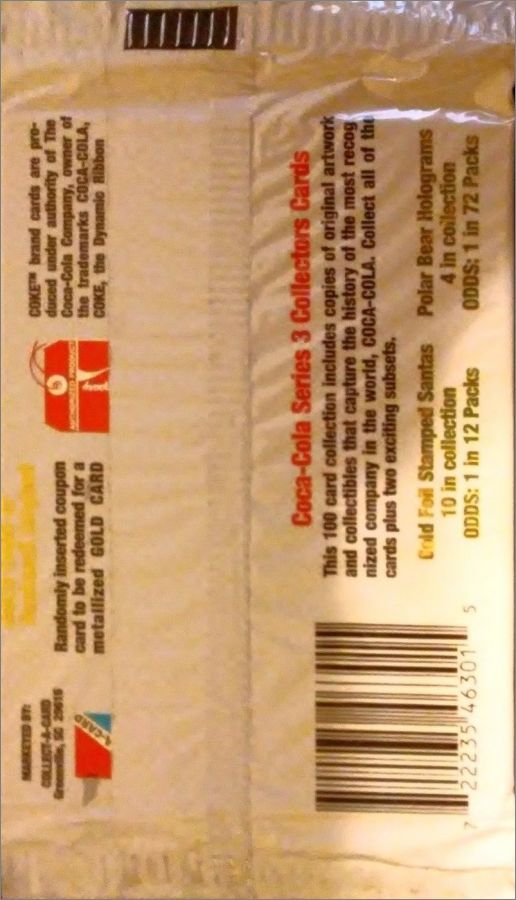 Coca-Cola Series 3 Collectors Cards
This 100 card collection includes copies of original artwork
and collectibles that capture the history of the most recog
nized company in the world, COCA-COLA. Collect all of the
cards plus two exciting subsets.
Gold Foil Stamped Santas
10 in collection
ODDS: 1 in 12 Packs
Polar Bear Holograms
4 in collection
ODDS: 1 in 72 Packs
7 22235 46301 5
MARKETED BY:
COLLECT-A-CARD
Greenville, SC
A-CARD
Randomly inserted coupon
card to be redeemed for a
metallized GOLD CARD
AUTHORIZED PRODUCT
COKE™ brand cards are pro-
duced under authority of The
Coca-Cola Company, owner of
the trademarks COCA-COLA,
COKE, the Dynamic Ribbon